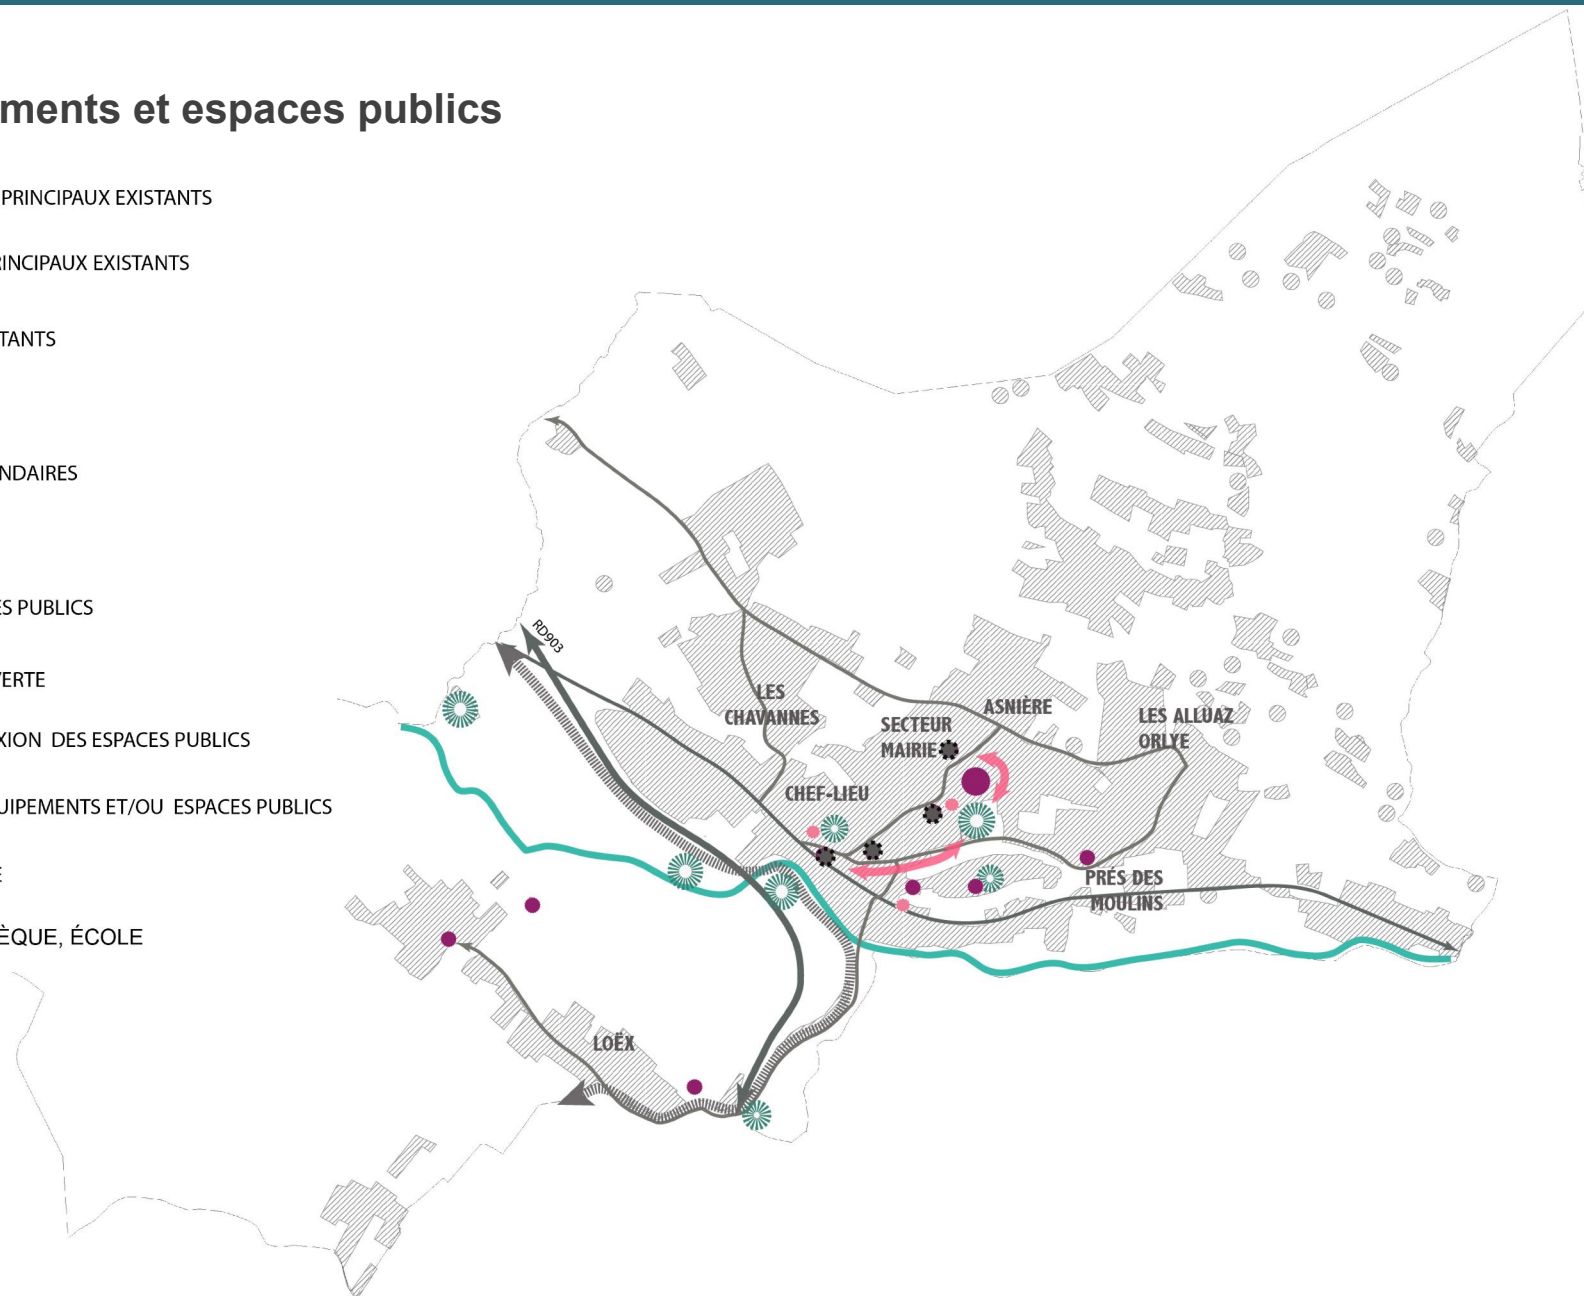 ments et espaces publics
PRINCIPAUX EXISTANTS
RINCIPAUX EXISTANTS
TANTS
NDAIRES
ES PUBLICS
VERTE
XION DES ESPACES PUBLICS
UIPEMENTS ET/OU ESPACES PUBLICS
E
ÈQUE, ÉCOLE
RD903
LES
CHAVANNES
SECTEUR
MAIRIE
ASNIÈRE
LES ALLUAZ
ORLYE
CHEF-LIEU
PRÉS DES
MOULINS
LOËX